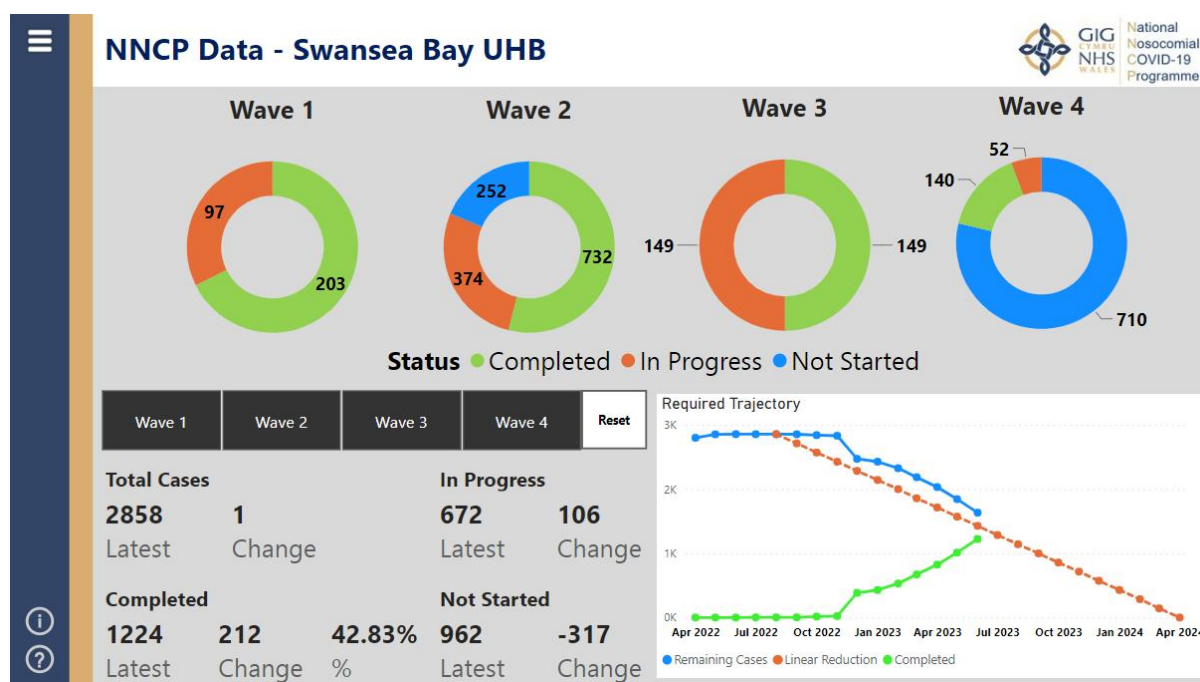 NNCP Data - Swansea Bay UHB
GIG
CYMRU
NHS
WALES
National
Nosocomial
COVID-19
Programme
Wave 1
Wave 2
Wave 3
Wave 4
97
203
252
374
732
149
149
52
140
710
Status Completed In Progress Not Started
Wave 1
Wave 2
Wave 3
Wave 4
Reset
Total Cases
2858 1
Latest Change
In Progress
672 106
Latest Change
Completed
1224 212 42.83%
Latest Change %
Not Started
962 -317
Latest Change
Required Trajectory
3K
2K
1K
0K
Apr 2022 Jul 2022 Oct 2022 Jan 2023 Apr 2023 Jul 2023 Oct 2023 Jan 2024 Apr 2024
Remaining Cases Linear Reduction Completed
i
?